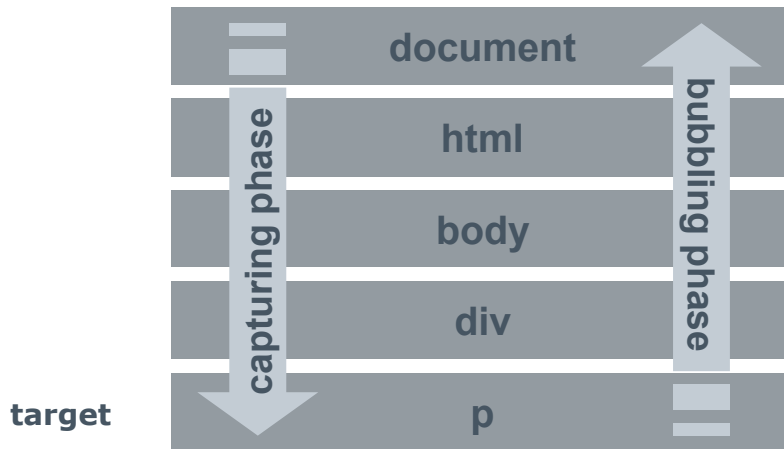 document
html
body
div
p
target
capturing phase
bubbling phase